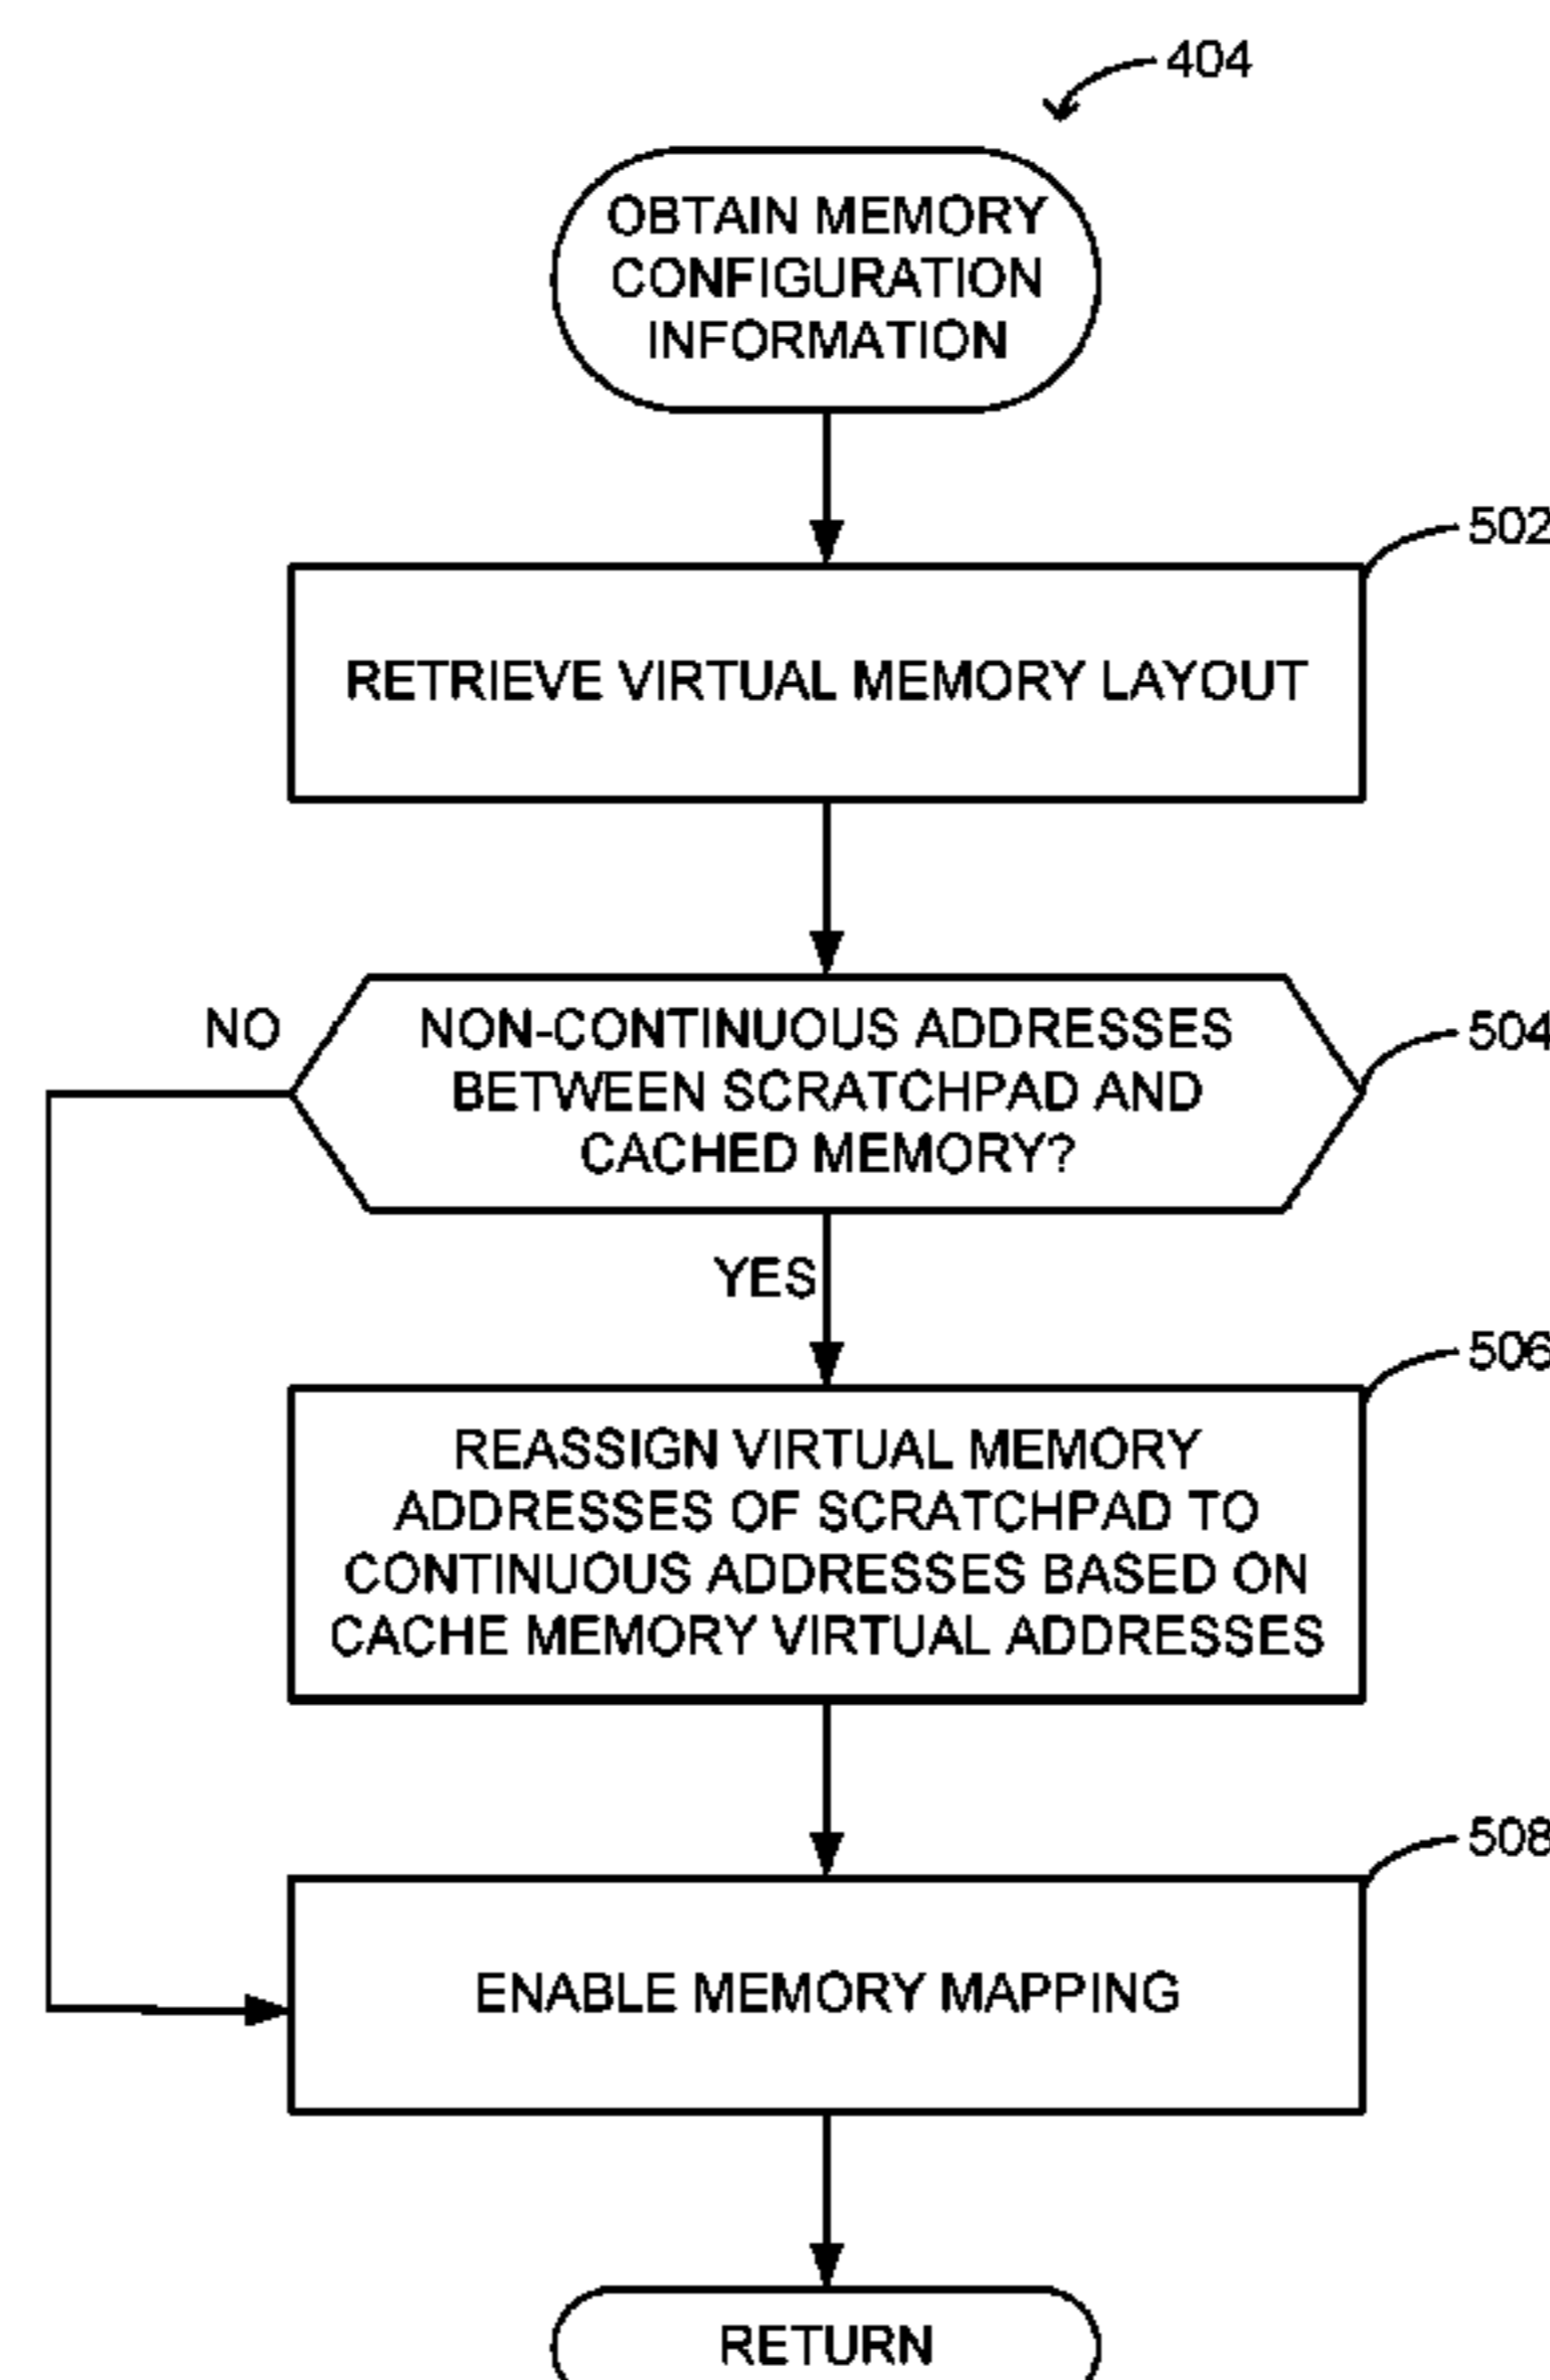 404
OBTAIN MEMORY
CONFIGURATION
INFORMATION
502
RETRIEVE VIRTUAL MEMORY LAYOUT
NO
NON-CONTINUOUS ADDRESSES
BETWEEN SCRATCHPAD AND
CACHED MEMORY?
504
YES
506
REASSIGN VIRTUAL MEMORY
ADDRESSES OF SCRATCHPAD TO
CONTINUOUS ADDRESSES BASED ON
CACHE MEMORY VIRTUAL ADDRESSES
508
ENABLE MEMORY MAPPING
RETURN